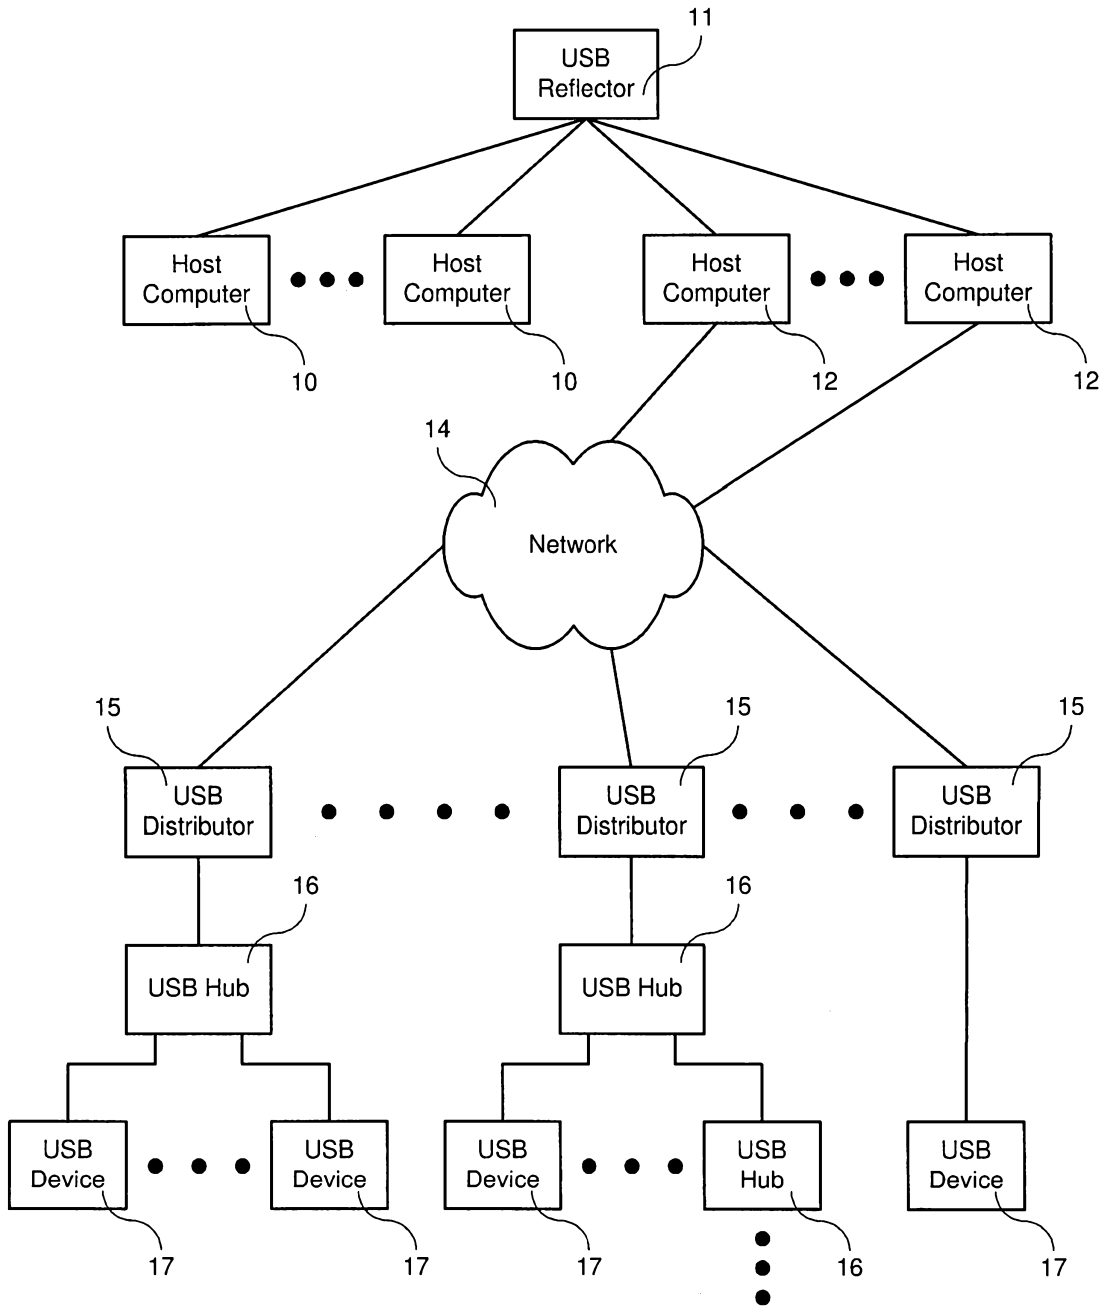 11
USB
Reflector
Host
Computer
Host
Computer
Host
Computer
Host
Computer
10
10
12
12
14
Network
15
15
15
USB
Distributor
USB
Distributor
USB
Distributor
16
16
USB Hub
USB Hub
USB
Device
USB
Device
USB
Device
USB
Hub
USB
Device
17
17
17
16
17